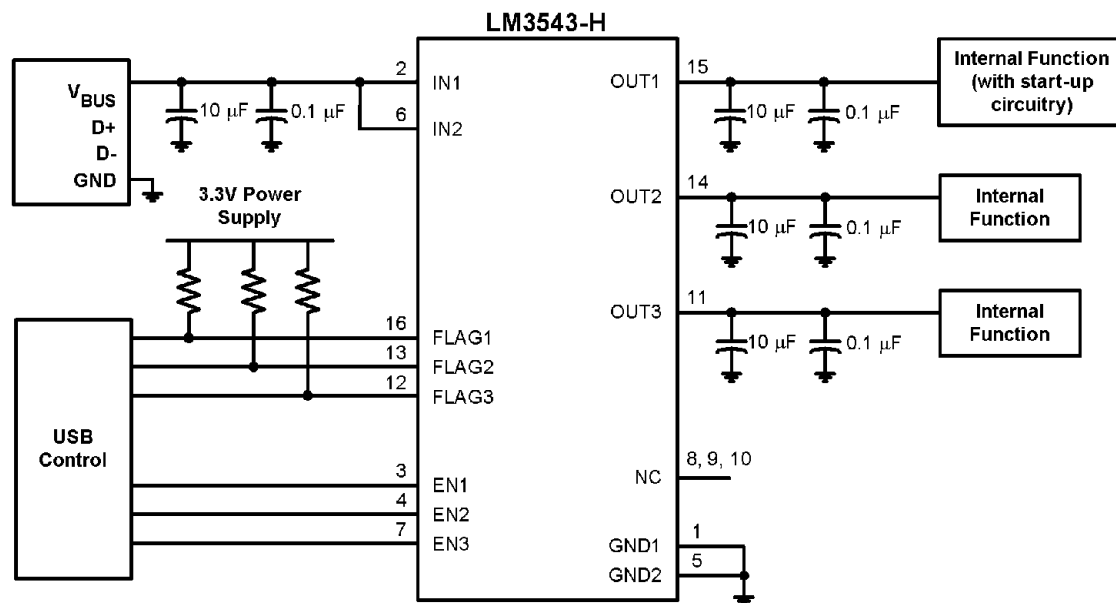 LM3543-H
V_BUS
D+
D-
GND
10 μF
0.1 μF
2
IN1
6
IN2
3.3V Power
Supply
USB
Control
16
FLAG1
13
FLAG2
12
FLAG3
3
EN1
4
EN2
7
EN3
OUT1
15
10 μF
0.1 μF
Internal Function
(with start-up
circuitry)
OUT2
14
10 μF
0.1 μF
Internal
Function
OUT3
11
10 μF
0.1 μF
Internal
Function
NC
8, 9, 10
GND1
1
GND2
5